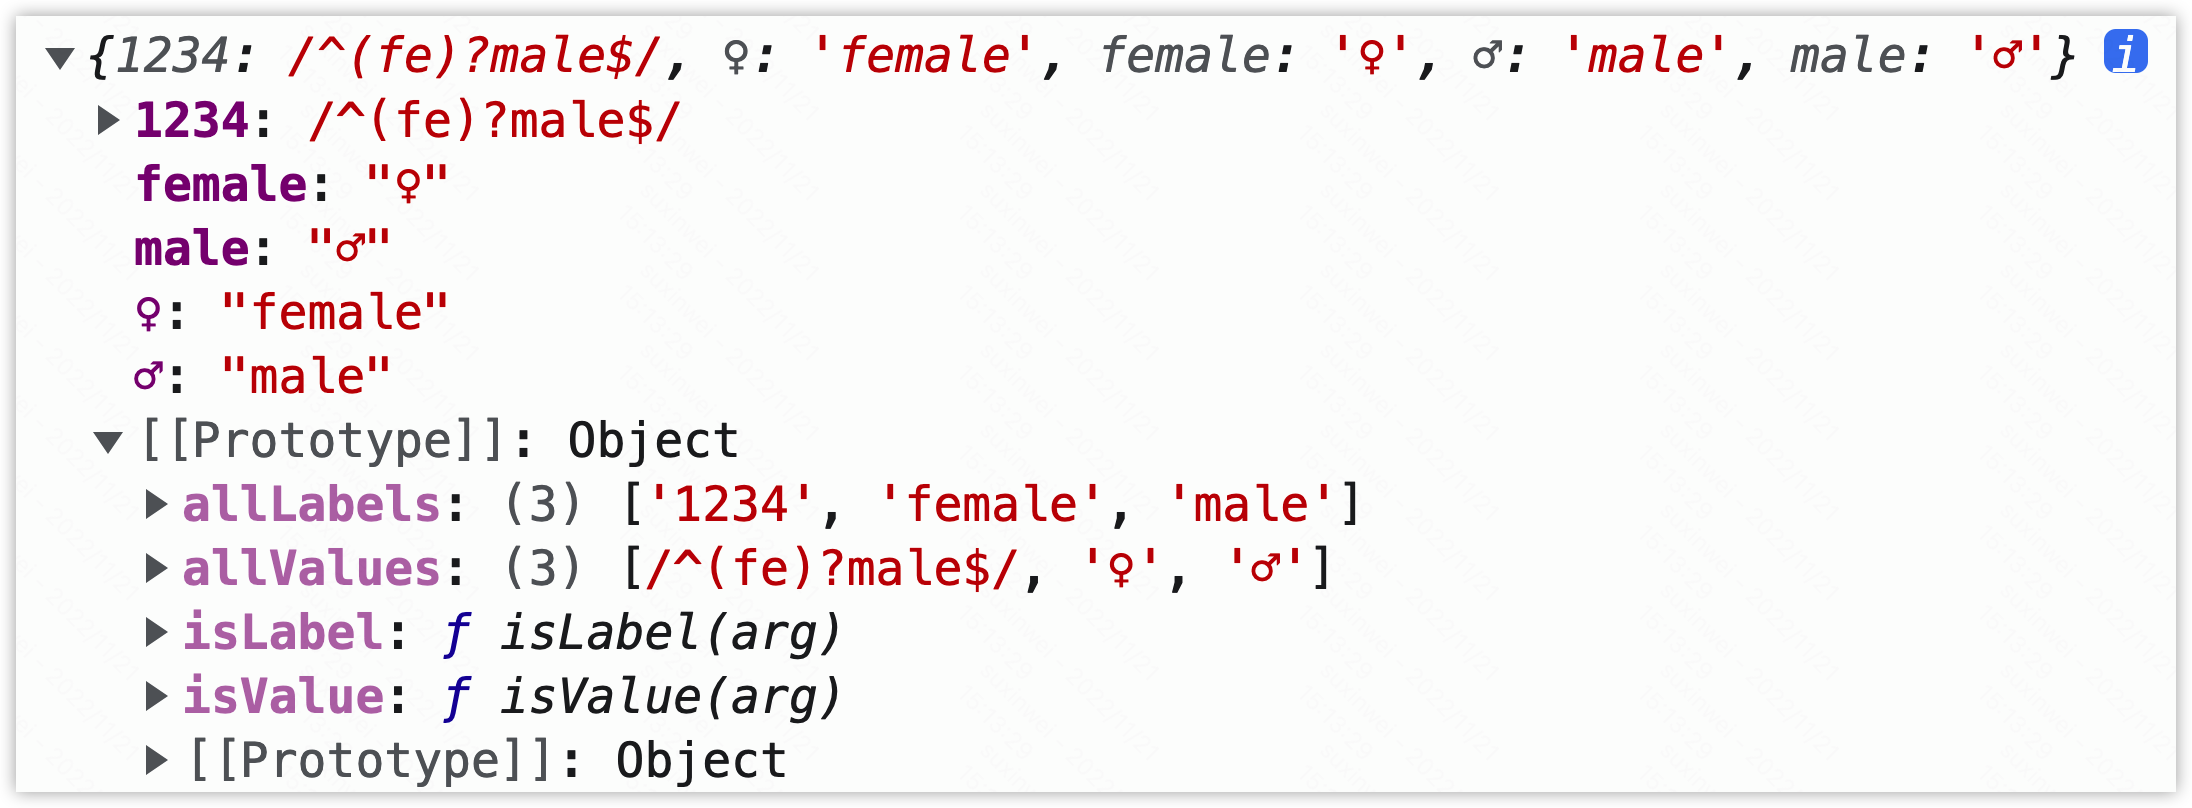 {1234: /^(fe)?male$/, ♀: 'female', female: '♀', ♂: 'male', male: '♂'} i
1234: /^(fe)?male$/
female: "♀"
male: "♂"
♀: "female"
♂: "male"
[[Prototype]]: Object
allLabels: (3) ['1234', 'female', 'male']
allValues: (3) [/^(fe)?male$/, '♀', '♂']
isLabel: ƒ isLabel(arg)
isValue: ƒ isValue(arg)
[[Prototype]]: Object